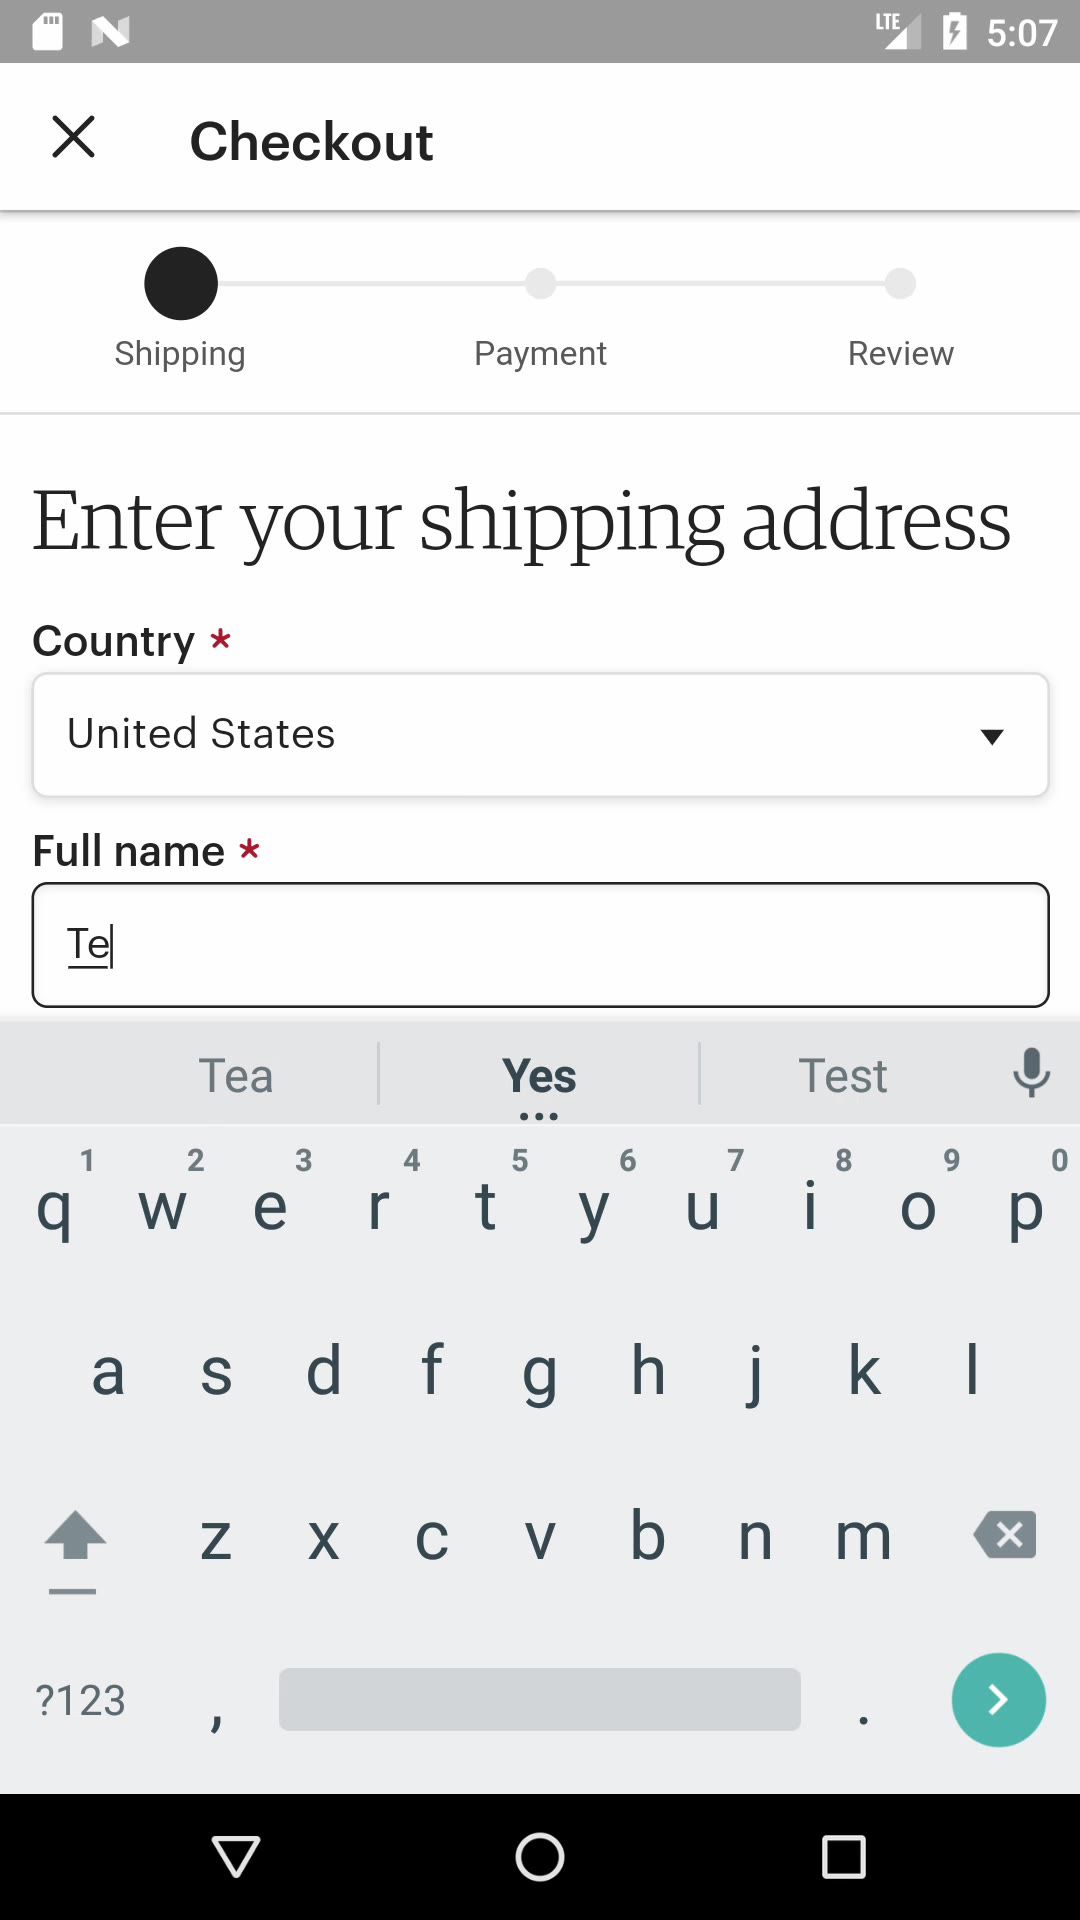 LTE 5:07
Checkout
Shipping Payment Review
Enter your shipping address
Country *
United States
Full name *
Te
Tea Yes Test
1 2 3 4 5 6 7 8 9 0
q w e r t y u i o p
a s d f g h j k l
z x c v b n m
?123 , .